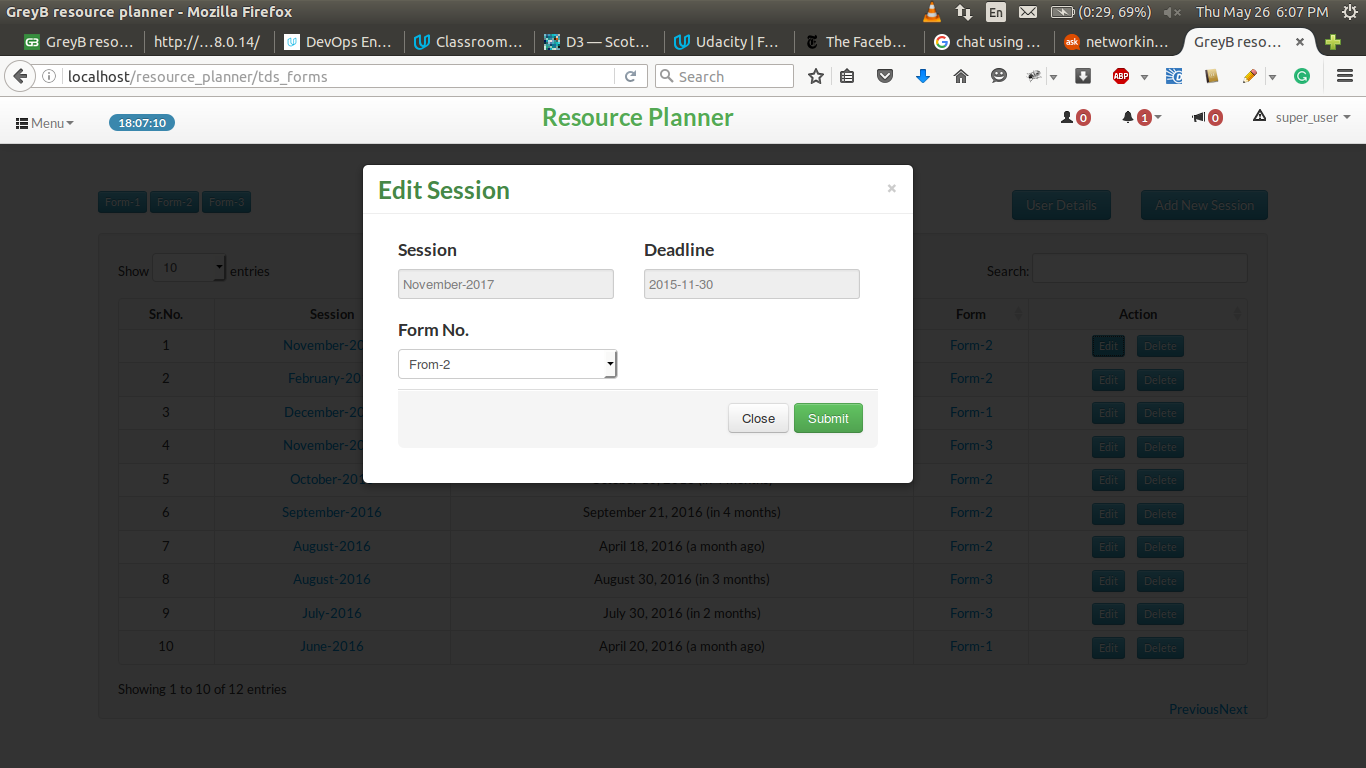 GreyB resource planner - Mozilla Firefox
En
(0:29, 69%)
Thu May 26 6:07 PM
GreyB reso...
http://...8.0.14/
DevOps En...
Classroom...
D3 — Scot...
Udacity | F...
The Faceb...
chat using ...
ask networkin...
GreyB reso...
localhost/resource_planner/tds_forms
Search
ABP
Menu
18:07:10
Resource Planner
0
1
0
super_user
Edit Session
×
Form-1 Form-2 Form-3
User Details
Add New Session
Session
Deadline
November-2017
2015-11-30
Form No.
From-2
Close
Submit
Show 10 entries
Search:
Sr.No. Session Form Action
1 November-20 Form-2 Edit Delete
2 February-20 Form-2 Edit Delete
3 December-20 Form-1 Edit Delete
4 November-20 Form-3 Edit Delete
5 October-201 Form-2 Edit Delete
6 September-2016 September 21, 2016 (in 4 months) Form-2 Edit Delete
7 August-2016 April 18, 2016 (a month ago) Form-2 Edit Delete
8 August-2016 August 30, 2016 (in 3 months) Form-3 Edit Delete
9 July-2016 July 30, 2016 (in 2 months) Form-3 Edit Delete
10 June-2016 April 20, 2016 (a month ago) Form-1 Edit Delete
Showing 1 to 10 of 12 entries
PreviousNext